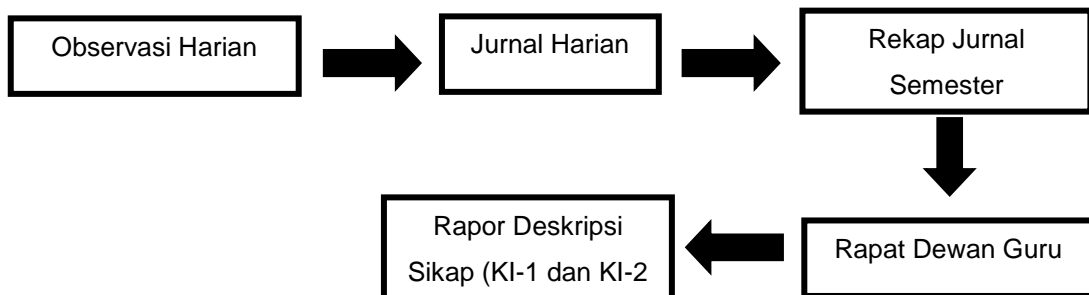 Observasi Harian
Jurnal Harian
Rekap Jurnal
Semester
Rapat Dewan Guru
Rapor Deskripsi
Sikap (KI-1 dan KI-2